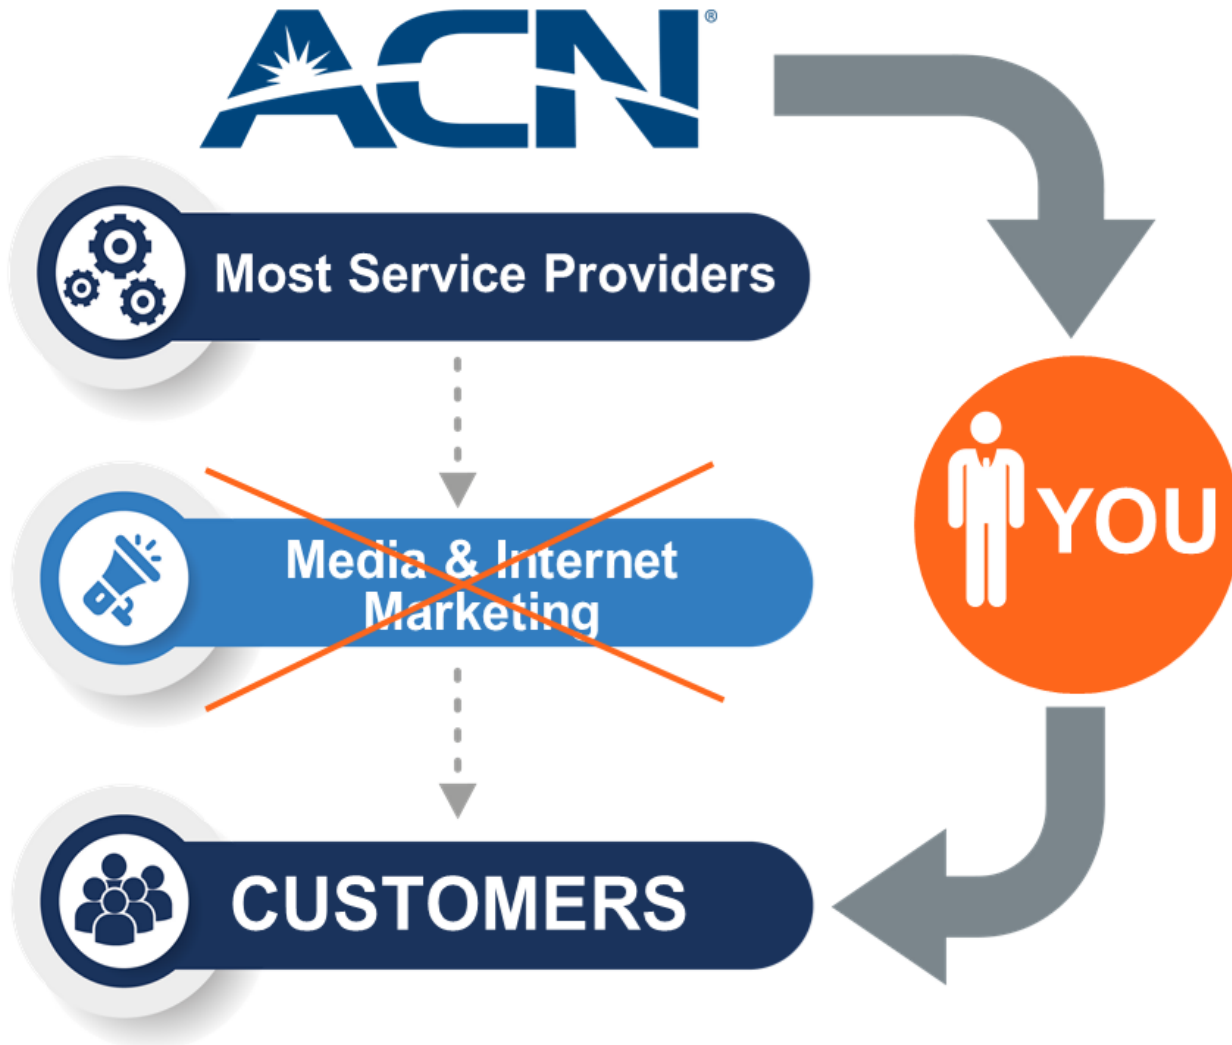 ACN®
Most Service Providers
Media & Internet
Marketing
YOU
CUSTOMERS